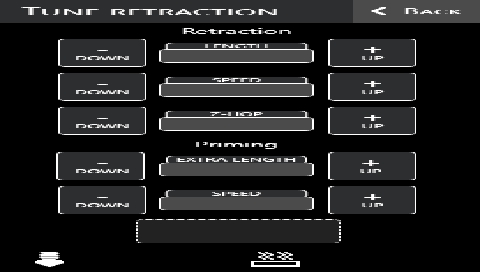 TUNE RETRACTION < BACK
Retraction
− DOWN LENGTH + UP
− DOWN SPEED + UP
− DOWN Z-HOP + UP
Priming
− DOWN EXTRA LENGTH + UP
− DOWN SPEED + UP